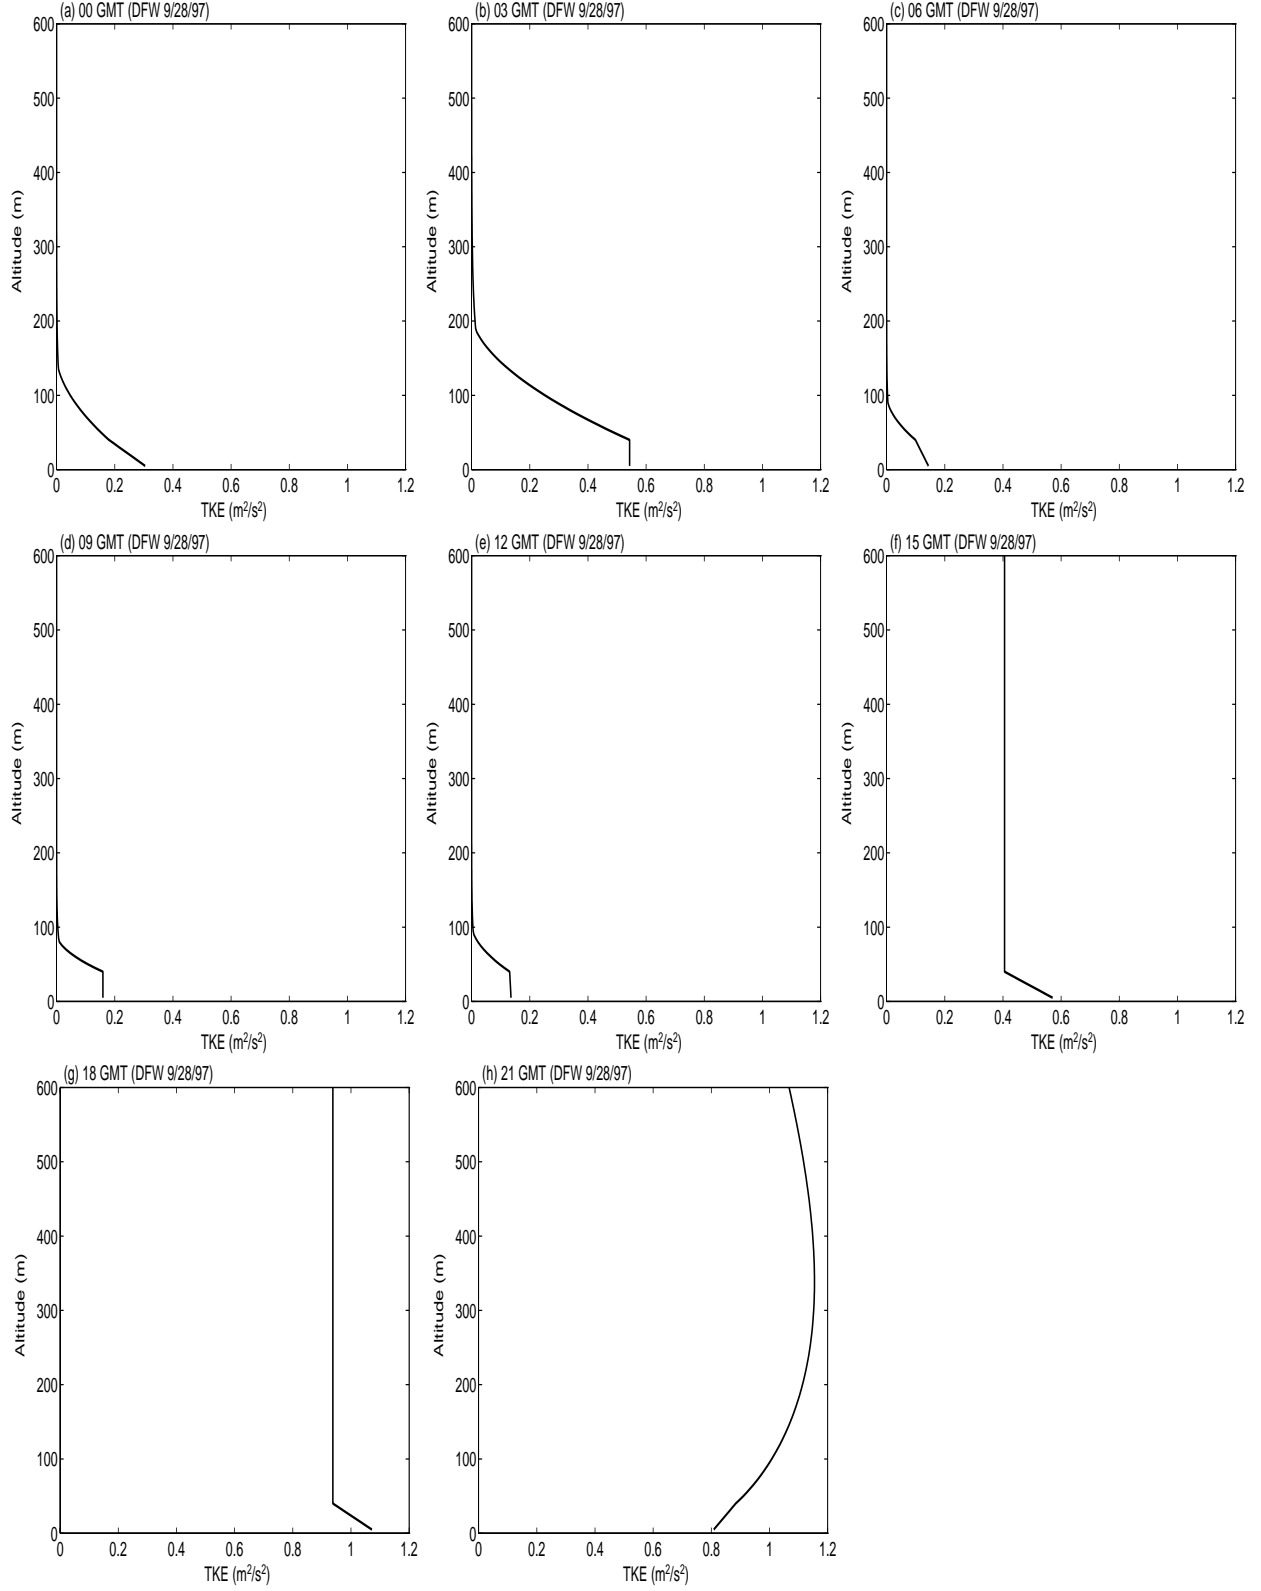 (a) 00 GMT (DFW 9/28/97)
600
500
400
300
200
100
0
Altitude (m)
0 0.2 0.4 0.6 0.8 1 1.2
TKE (m²/s²)
(b) 03 GMT (DFW 9/28/97)
600
500
400
300
200
100
0
Altitude (m)
0 0.2 0.4 0.6 0.8 1 1.2
TKE (m²/s²)
(c) 06 GMT (DFW 9/28/97)
600
500
400
300
200
100
0
Altitude (m)
0 0.2 0.4 0.6 0.8 1 1.2
TKE (m²/s²)
(d) 09 GMT (DFW 9/28/97)
600
500
400
300
200
100
0
Altitude (m)
0 0.2 0.4 0.6 0.8 1 1.2
TKE (m²/s²)
(e) 12 GMT (DFW 9/28/97)
600
500
400
300
200
100
0
Altitude (m)
0 0.2 0.4 0.6 0.8 1 1.2
TKE (m²/s²)
(f) 15 GMT (DFW 9/28/97)
600
500
400
300
200
100
0
Altitude (m)
0 0.2 0.4 0.6 0.8 1 1.2
TKE (m²/s²)
(g) 18 GMT (DFW 9/28/97)
600
500
400
300
200
100
0
Altitude (m)
0 0.2 0.4 0.6 0.8 1 1.2
TKE (m²/s²)
(h) 21 GMT (DFW 9/28/97)
600
500
400
300
200
100
0
Altitude (m)
0 0.2 0.4 0.6 0.8 1 1.2
TKE (m²/s²)